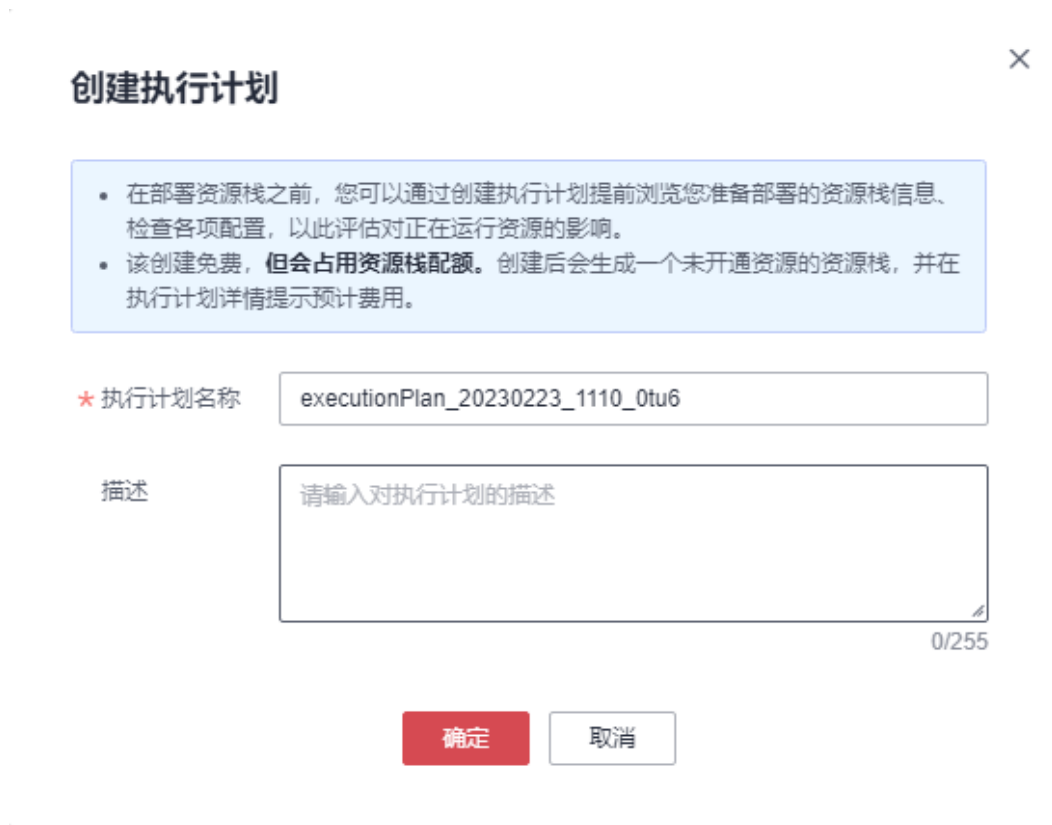 创建执行计划
在部署资源栈之前，您可以通过创建执行计划提前浏览您准备部署的资源栈信息、
检查各项配置，以此评估对正在运行资源的影响。
该创建免费，但会占用资源栈配额。创建后会生成一个未开通资源的资源栈，并在
执行计划详情提示预计费用。
* 执行计划名称 executionPlan_20230223_1110_0tu6
描述 请输入对执行计划的描述
0/255
确定 取消